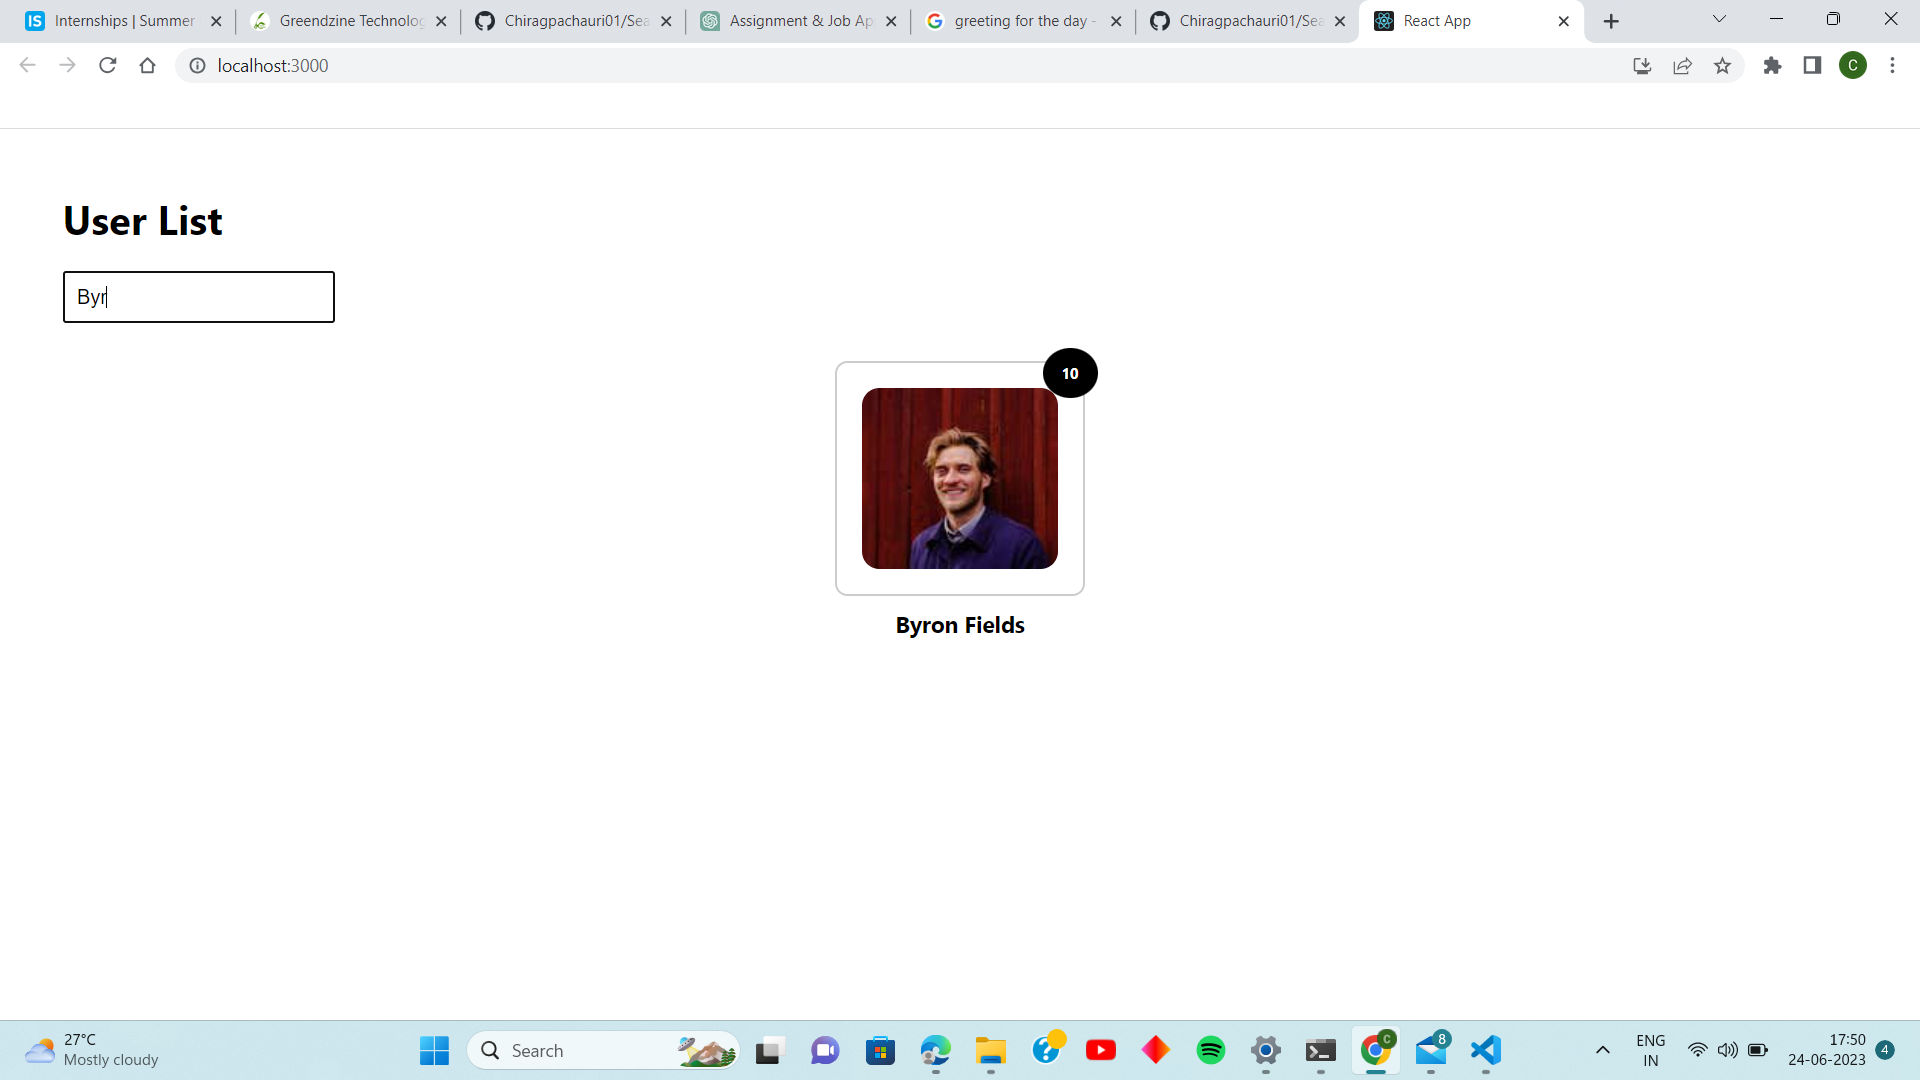 IS Internships | Summer
Greendzine Technolog
Chiragpachauri01/Sea
Assignment & Job Ap
greeting for the day -
Chiragpachauri01/Sea
React App
localhost:3000
C
User List
Byr
10
Byron Fields
27°C
Mostly cloudy
Search
C
8
ENG
IN
17:50
24-06-2023
4